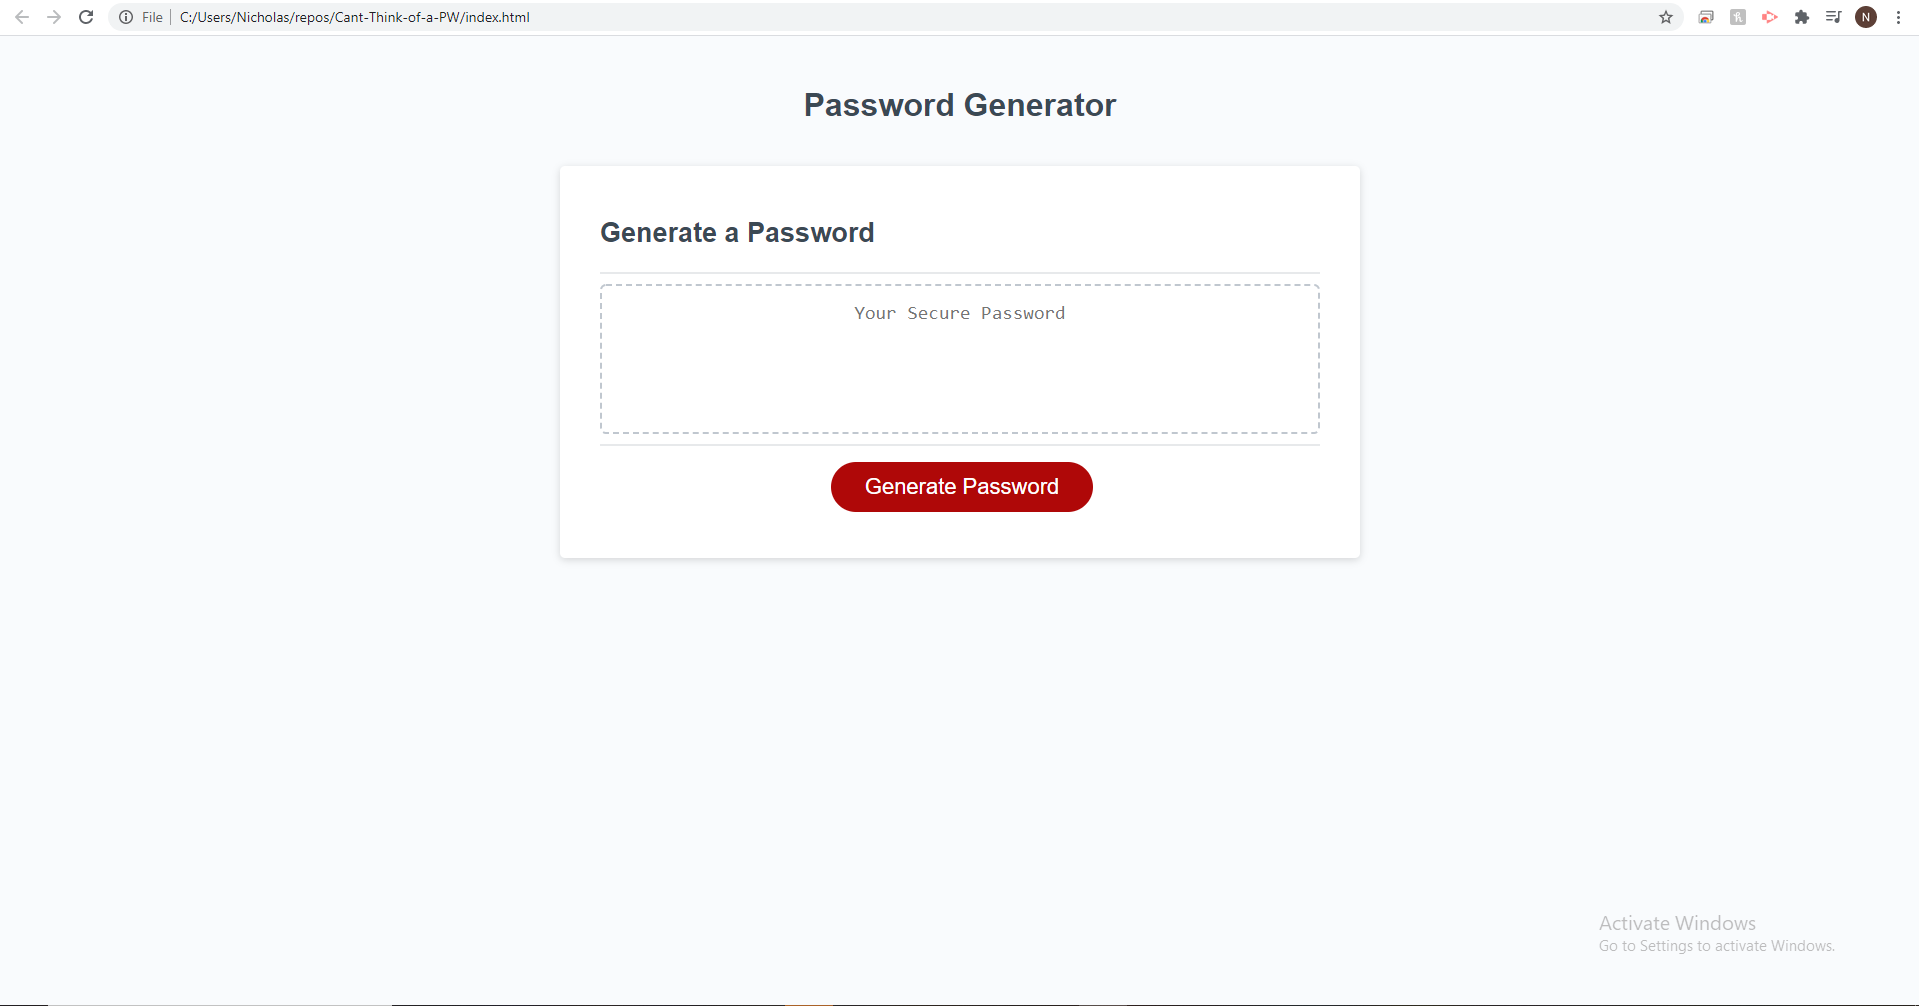 File
C:/Users/Nicholas/repos/Cant-Think-of-a-PW/index.html
N
Password Generator
Generate a Password
Your Secure Password
Generate Password
Activate Windows
Go to Settings to activate Windows.